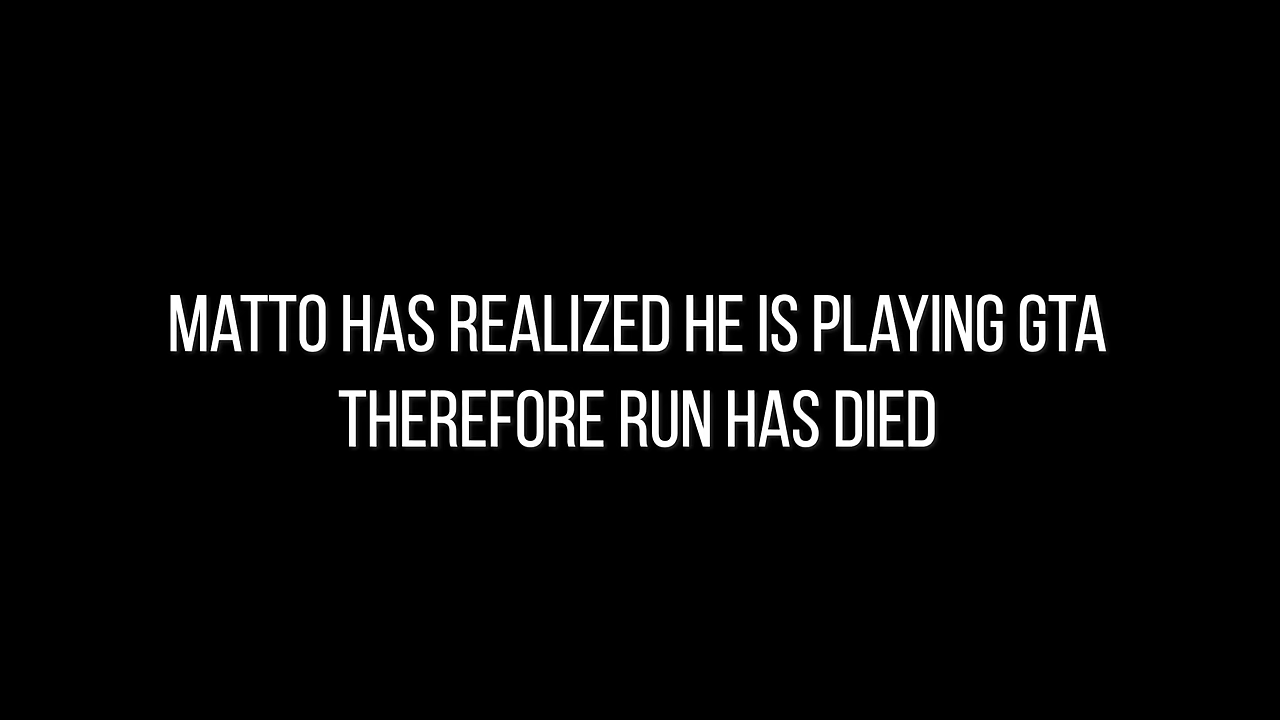 MATTO HAS REALIZED HE IS PLAYING GTA
THEREFORE RUN HAS DIED